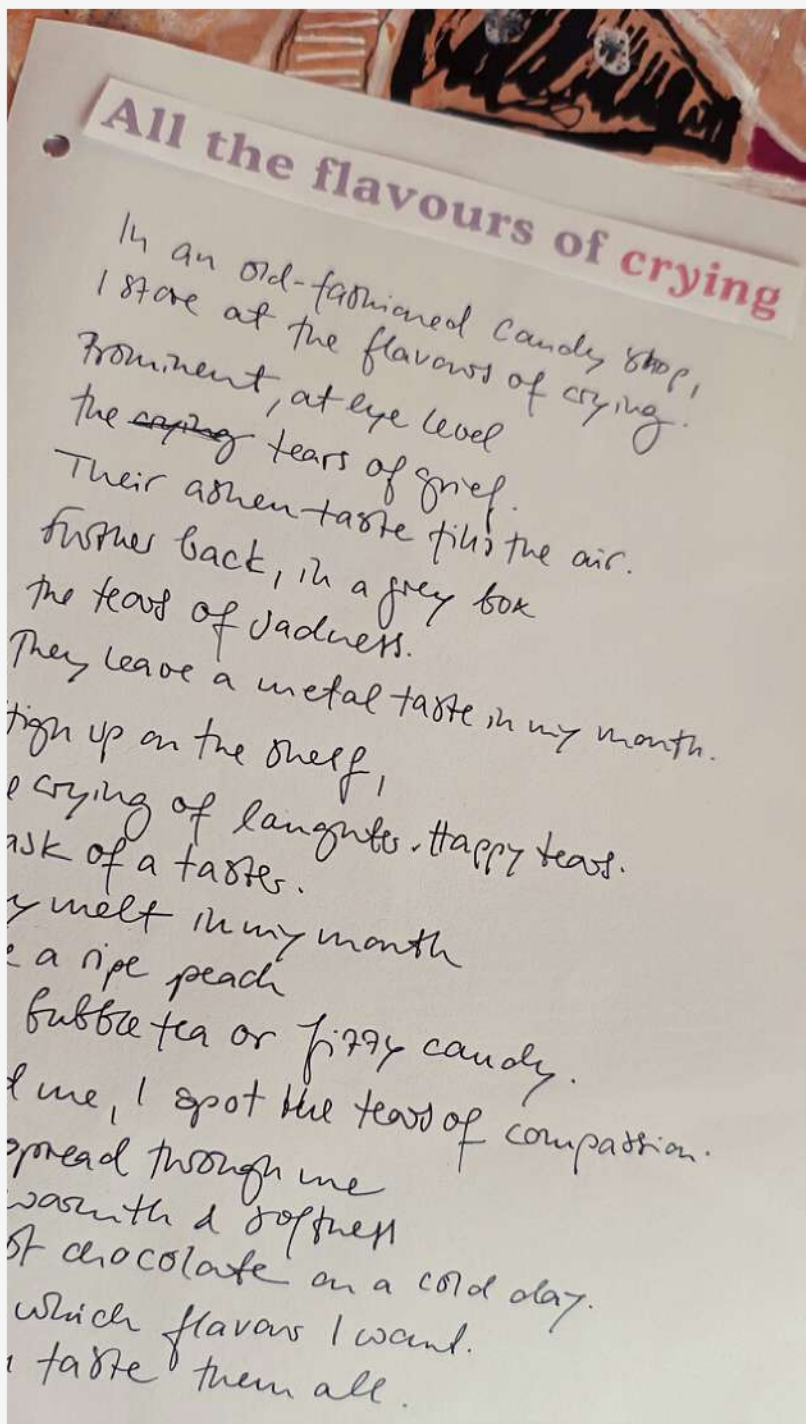 All the flavours of crying
In an old-fashioned candy shop,
I stare at the flavours of crying.
Prominent, at eye level
the crying tears of grief.
Their ashen taste fills the air.
Further back, in a grey box
the tears of sadness.
They leave a metal taste in my mouth.
High up on the shelf,
crying of laughter. Happy tears.
ask of a taster.
y melt in my mouth
e a ripe peach
bubble tea or fizzy candy.
d me, I spot the tears of compassion.
spread through me
warmth & softness
ot chocolate on a cold day.
which flavour I want.
taste them all.